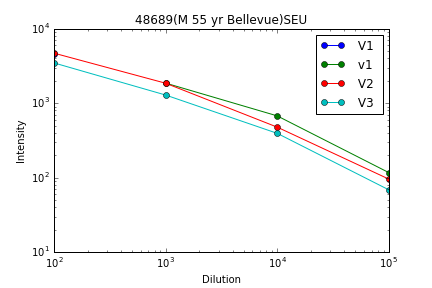 48689(M 55 yr Bellevue)SEU
10^4
10^3
10^2
10^1
Intensity
V1
v1
V2
V3
10^2
10^3
10^4
10^5
Dilution